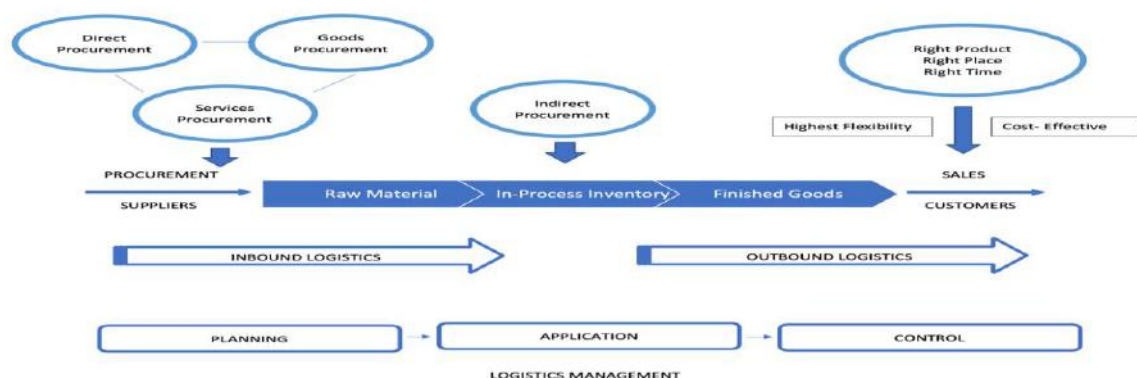 Direct
Procurement
Goods
Procurement
Services
Procurement
Indirect
Procurement
Right Product
Right Place
Right Time
Highest Flexibility
Cost- Effective
PROCUREMENT
SUPPLIERS
Raw Material
In-Process Inventory
Finished Goods
SALES
CUSTOMERS
INBOUND LOGISTICS
OUTBOUND LOGISTICS
PLANNING
APPLICATION
CONTROL
LOGISTICS MANAGEMENT